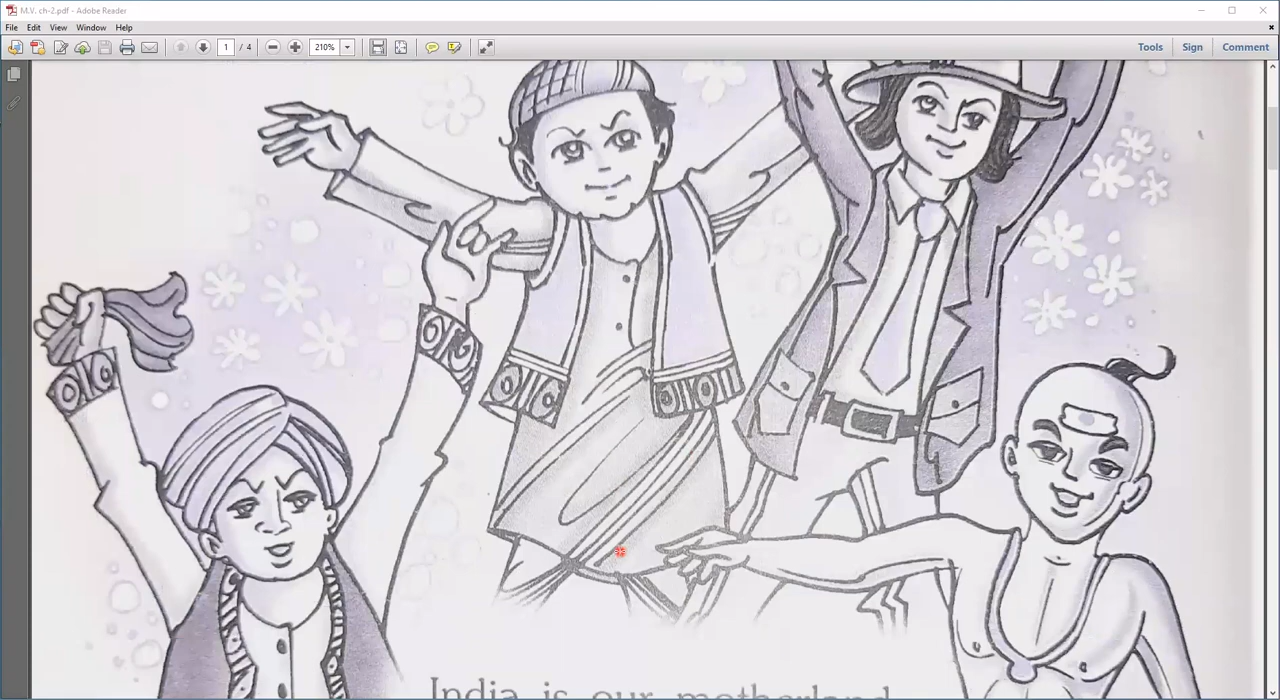 M.V. ch-2.pdf - Adobe Reader
File Edit View Window Help
1 / 4 210% Tools Sign Comment
India is our motherland